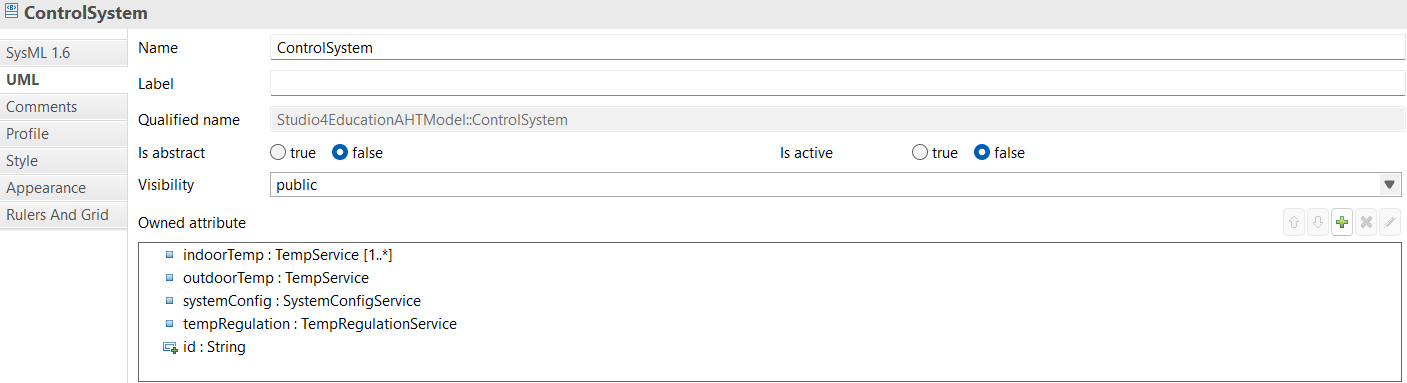 ControlSystem
SysML 1.6
UML
Comments
Profile
Style
Appearance
Rulers And Grid
Name ControlSystem
Label
Qualified name Studio4EducationAHTModel::ControlSystem
Is abstract true false Is active true false
Visibility public
Owned attribute
indoorTemp : TempService [1..*]
outdoorTemp : TempService
systemConfig : SystemConfigService
tempRegulation : TempRegulationService
id : String